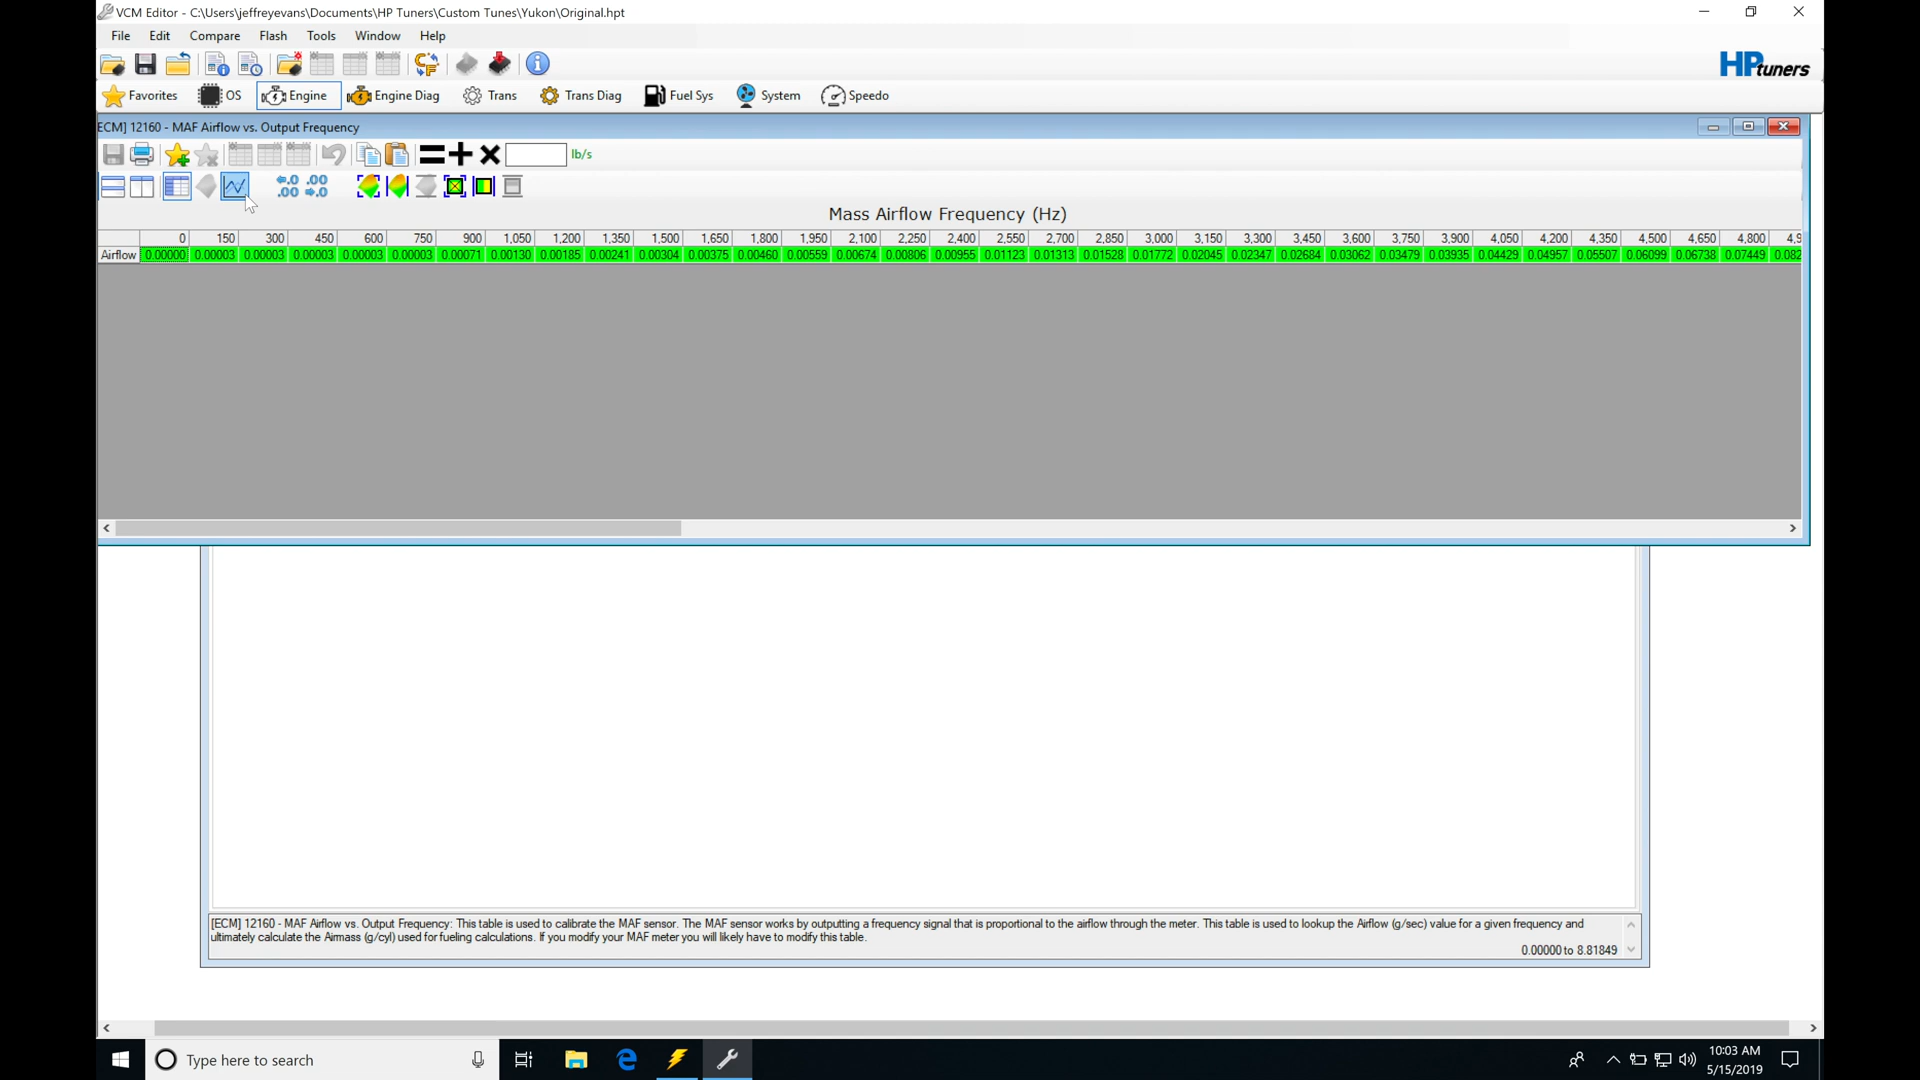 VCM Editor - C:\Users\jeffreyevans\Documents\HP Tuners\Custom Tunes\Yukon\Original.hpt
File Edit Compare Flash Tools Window Help
HPtuners
Favorites OS Engine Engine Diag Trans Trans Diag Fuel Sys System Speedo
ECM] 12160 - MAF Airflow vs. Output Frequency
lb/s
←.0 .00
.00 →.0
Mass Airflow Frequency (Hz)
0 150 300 450 600 750 900 1,050 1,200 1,350 1,500 1,650 1,800 1,950 2,100 2,250 2,400 2,550 2,700 2,850 3,000 3,150 3,300 3,450 3,600 3,750 3,900 4,050 4,200 4,350 4,500 4,650 4,800 4,9
Airflow 0.00000 0.00003 0.00003 0.00003 0.00003 0.00003 0.00071 0.00130 0.00185 0.00241 0.00304 0.00375 0.00460 0.00559 0.00674 0.00806 0.00955 0.01123 0.01313 0.01528 0.01772 0.02045 0.02347 0.02684 0.03062 0.03479 0.03935 0.04429 0.04957 0.05507 0.06099 0.06738 0.07449 0.082
[ECM] 12160 - MAF Airflow vs. Output Frequency: This table is used to calibrate the MAF sensor. The MAF sensor works by outputting a frequency signal that is proportional to the airflow through the meter. This table is used to lookup the Airflow (g/sec) value for a given frequency and
ultimately calculate the Airmass (g/cyl) used for fueling calculations. If you modify your MAF meter you will likely have to modify this table.
0.00000 to 8.81849
Type here to search
10:03 AM
5/15/2019